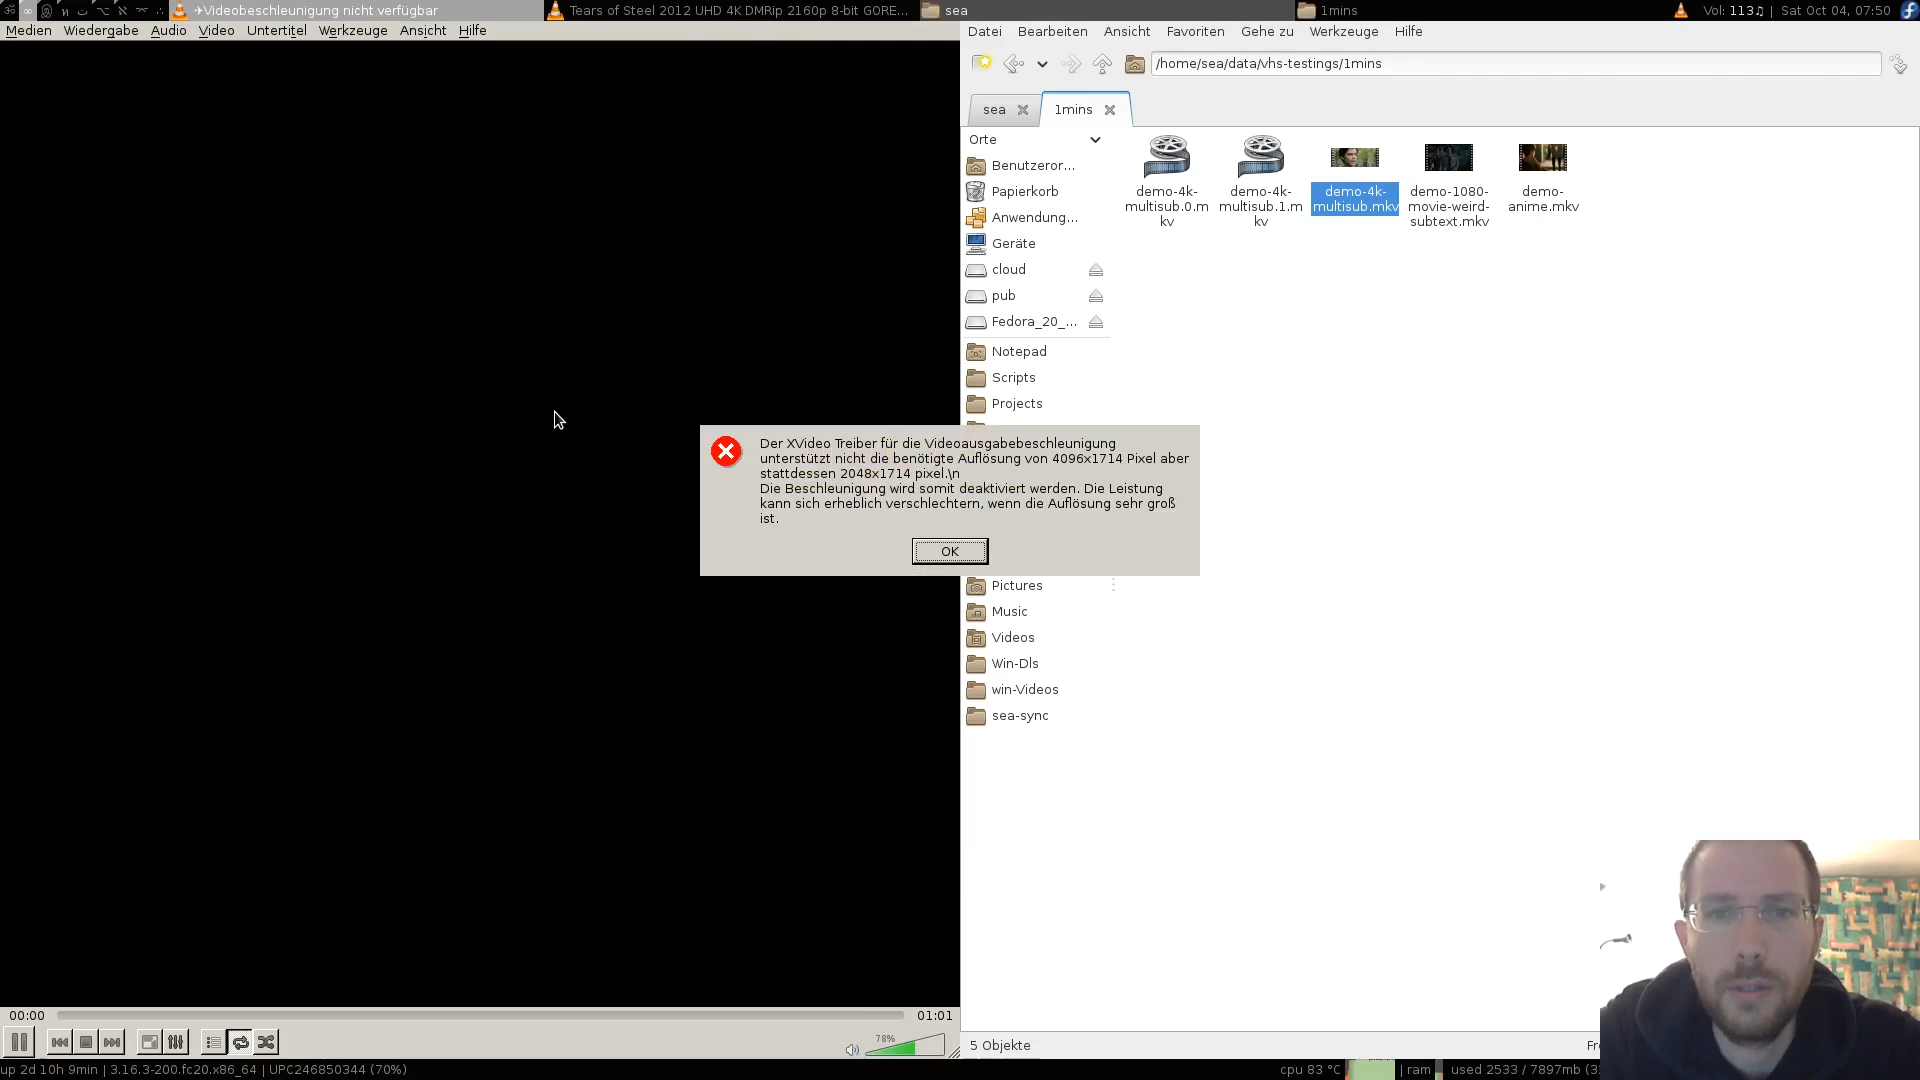 ✈Videobeschleunigung nicht verfügbar
Tears of Steel 2012 UHD 4K DMRip 2160p 8-bit GORE...
sea
1mins
Vol: 113♫ | Sat Oct 04, 07:50
Medien Wiedergabe Audio Video Untertitel Werkzeuge Ansicht Hilfe
Datei Bearbeiten Ansicht Favoriten Gehe zu Werkzeuge Hilfe
/home/sea/data/vhs-testings/1mins
sea
1mins
Orte
Benutzeror...
Papierkorb
Anwendung...
Geräte
cloud
pub
Fedora_20_...
Notepad
Scripts
Projects
Pictures
Music
Videos
Win-Dls
win-Videos
sea-sync
demo-4k-
multisub.0.m
kv
demo-4k-
multisub.1.m
kv
demo-4k-
multisub.mkv
demo-1080-
movie-weird-
subtext.mkv
demo-
anime.mkv
Der XVideo Treiber für die Videoausgabebeschleunigung
unterstützt nicht die benötigte Auflösung von 4096x1714 Pixel aber
stattdessen 2048x1714 pixel.\n
Die Beschleunigung wird somit deaktiviert werden. Die Leistung
kann sich erheblich verschlechtern, wenn die Auflösung sehr groß
ist.
OK
00:00
01:01
78%
5 Objekte
Fr
up 2d 10h 9min | 3.16.3-200.fc20.x86_64 | UPC246850344 (70%)
cpu 83 °C
| ram
used 2533 / 7897mb (3